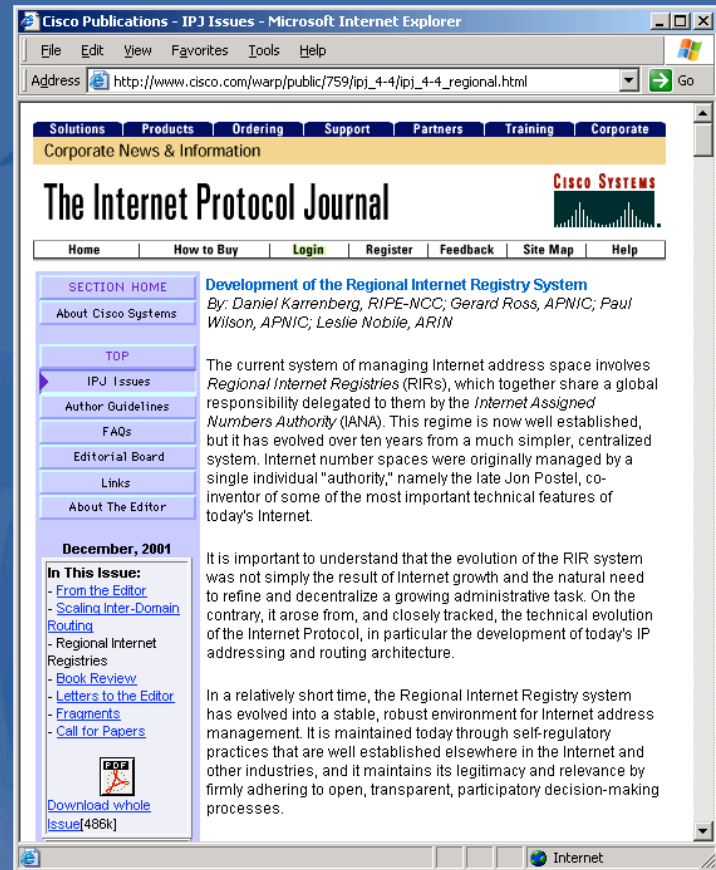 Cisco Publications - IPJ Issues - Microsoft Internet Explorer
File Edit View Favorites Tools Help
Address http://www.cisco.com/warp/public/759/ipj_4-4/ipj_4-4_regional.html Go
Solutions Products Ordering Support Partners Training Corporate
Corporate News & Information
The Internet Protocol Journal
CISCO SYSTEMS
Home How to Buy Login Register Feedback Site Map Help
SECTION HOME
About Cisco Systems
TOP
IPJ Issues
Author Guidelines
FAQs
Editorial Board
Links
About The Editor
December, 2001
In This Issue:
- From the Editor
- Scaling Inter-Domain
Routing
- Regional Internet
Registries
- Book Review
- Letters to the Editor
- Fragments
- Call for Papers
PDF
Download whole
Issue[486k]
Development of the Regional Internet Registry System
By: Daniel Karrenberg, RIPE-NCC; Gerard Ross, APNIC; Paul
Wilson, APNIC; Leslie Nobile, ARIN
The current system of managing Internet address space involves
Regional Internet Registries (RIRs), which together share a global
responsibility delegated to them by the Internet Assigned
Numbers Authority (IANA). This regime is now well established,
but it has evolved over ten years from a much simpler, centralized
system. Internet number spaces were originally managed by a
single individual "authority," namely the late Jon Postel, co-
inventor of some of the most important technical features of
today's Internet.
It is important to understand that the evolution of the RIR system
was not simply the result of Internet growth and the natural need
to refine and decentralize a growing administrative task. On the
contrary, it arose from, and closely tracked, the technical evolution
of the Internet Protocol, in particular the development of today's IP
addressing and routing architecture.
In a relatively short time, the Regional Internet Registry system
has evolved into a stable, robust environment for Internet address
management. It is maintained today through self-regulatory
practices that are well established elsewhere in the Internet and
other industries, and it maintains its legitimacy and relevance by
firmly adhering to open, transparent, participatory decision-making
processes.
Internet